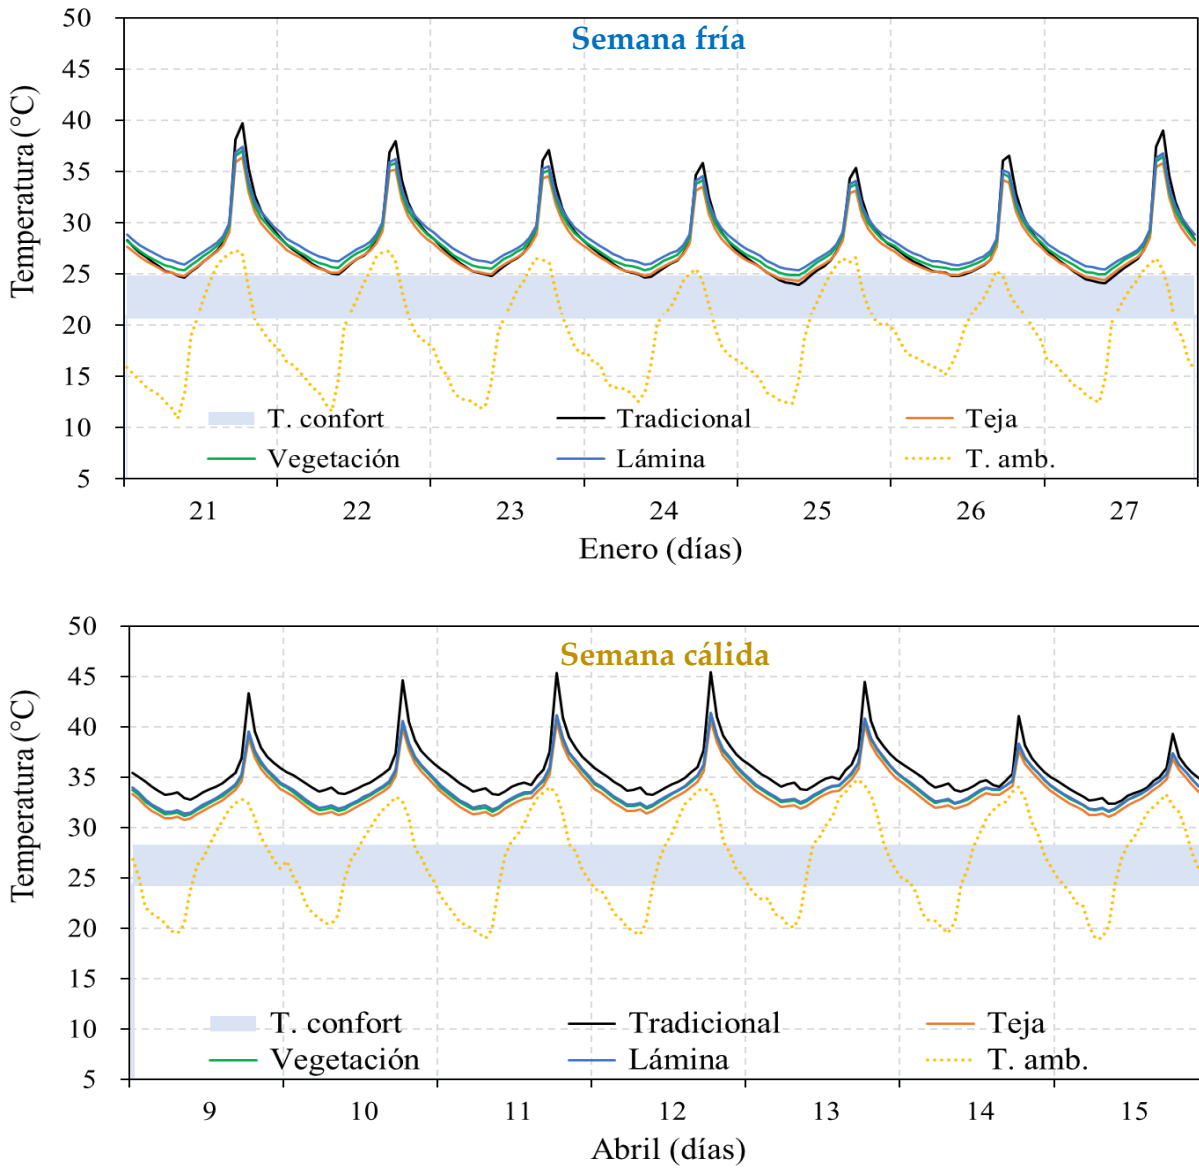 Semana fría
Temperatura (°C)
50
45
40
35
30
25
20
15
10
5
T. confort Tradicional Teja
Vegetación Lámina T. amb.
21 22 23 24 25 26 27
Enero (días)
Semana cálida
Temperatura (°C)
50
45
40
35
30
25
20
15
10
5
T. confort Tradicional Teja
Vegetación Lámina T. amb.
9 10 11 12 13 14 15
Abril (días)